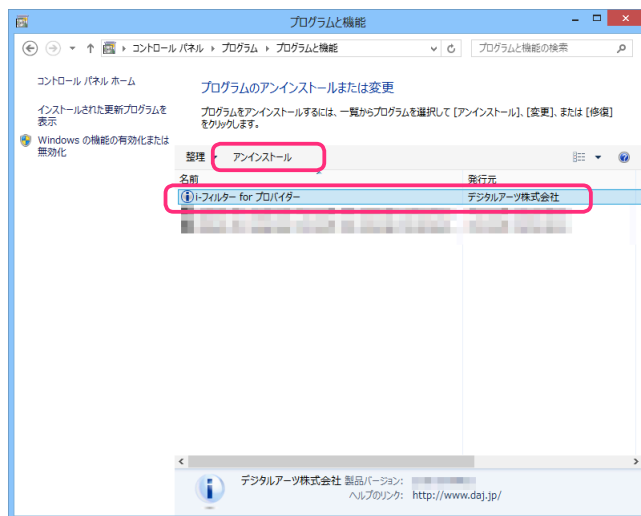 プログラムと機能
コントロール パネル プログラム プログラムと機能
プログラムと機能の検索
コントロール パネル ホーム
インストールされた更新プログラムを
表示
Windows の機能の有効化または
無効化
プログラムのアンインストールまたは変更
プログラムをアンインストールするには、一覧からプログラムを選択して [アンインストール]、[変更]、または [修復]
をクリックします。
整理 アンインストール
名前 発行元
i-フィルター for プロバイダー デジタルアーツ株式会社
デジタルアーツ株式会社 製品バージョン:
ヘルプのリンク: http://www.daj.jp/